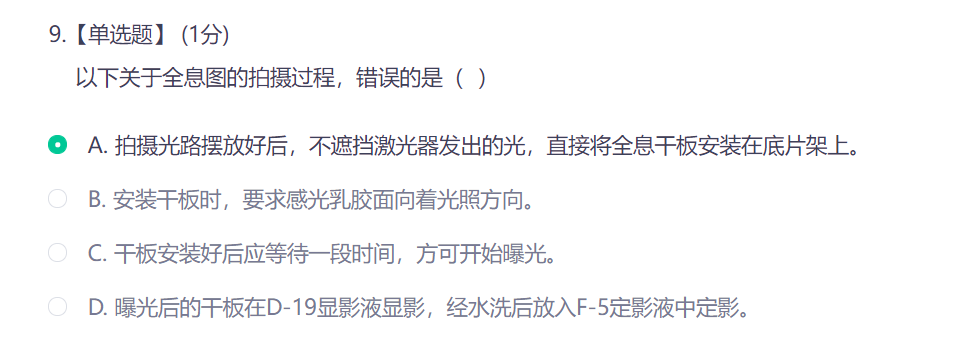 9.【单选题】 (1分)
以下关于全息图的拍摄过程，错误的是（ ）
A. 拍摄光路摆放好后，不遮挡激光器发出的光，直接将全息干板安装在底片架上。
B. 安装干板时，要求感光乳胶面向着光照方向。
C. 干板安装好后应等待一段时间，方可开始曝光。
D. 曝光后的干板在D-19显影液显影，经水洗后放入F-5定影液中定影。